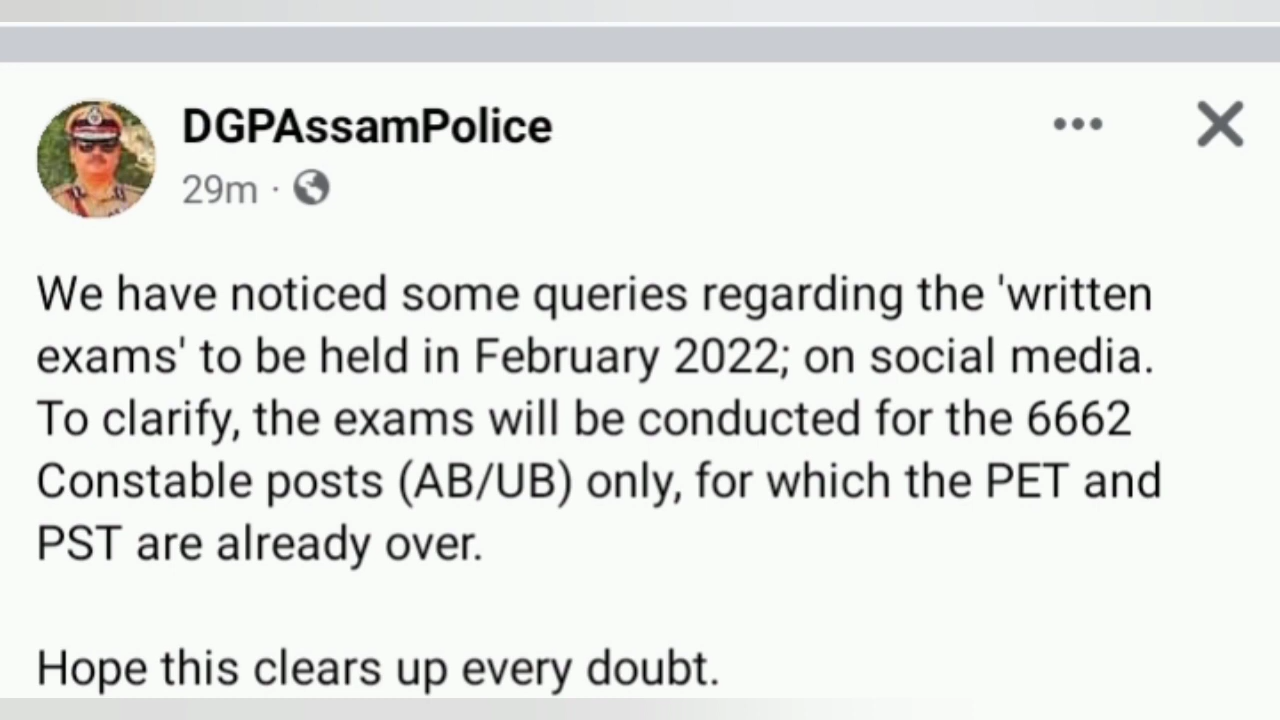 DGPAssamPolice
29m ·
We have noticed some queries regarding the 'written
exams' to be held in February 2022; on social media.
To clarify, the exams will be conducted for the 6662
Constable posts (AB/UB) only, for which the PET and
PST are already over.
Hope this clears up every doubt.